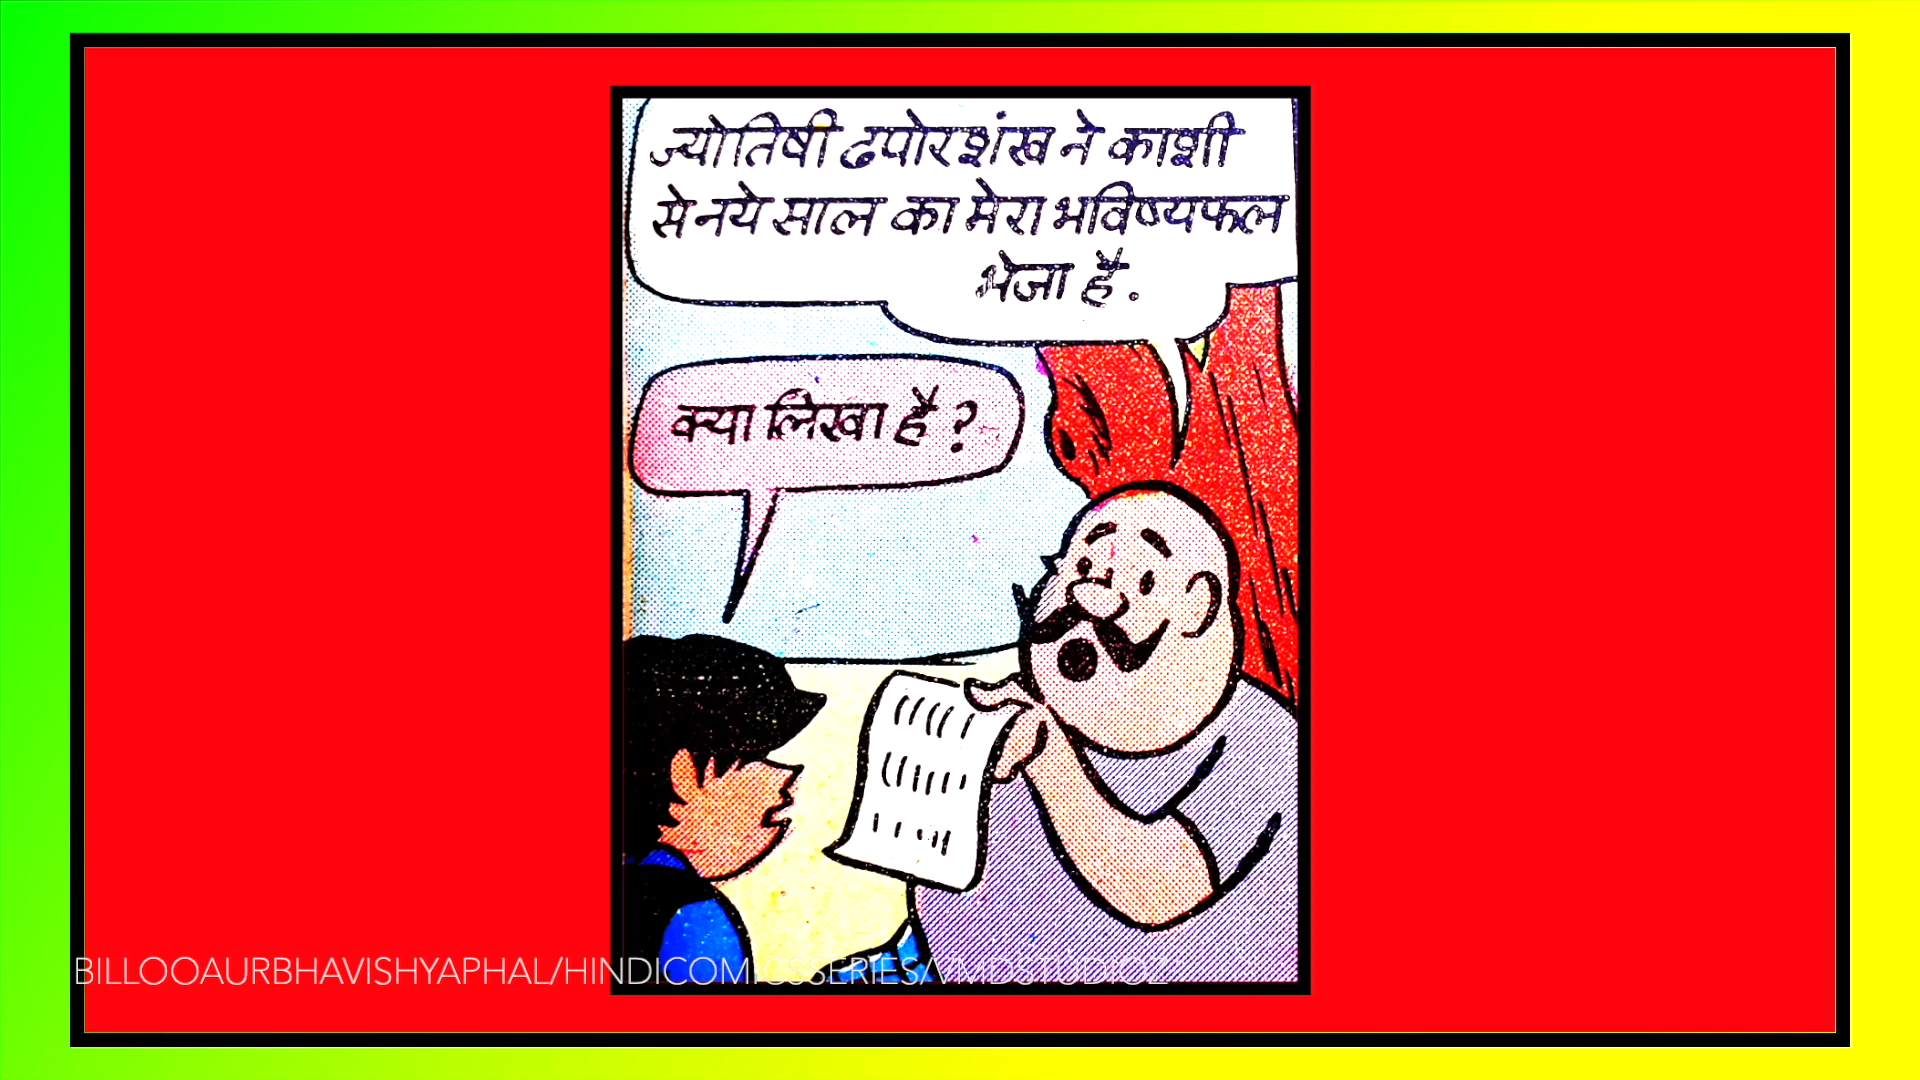 ज्योतिषी ढपोरशंख ने काशी
से नये साल का मेरा भविष्यफल
भेजा है.
क्या लिखा है?
BILLOOAURBHAVISHYAPHAL/HINDICOMICSSERIES/VMDSTUDIOZ